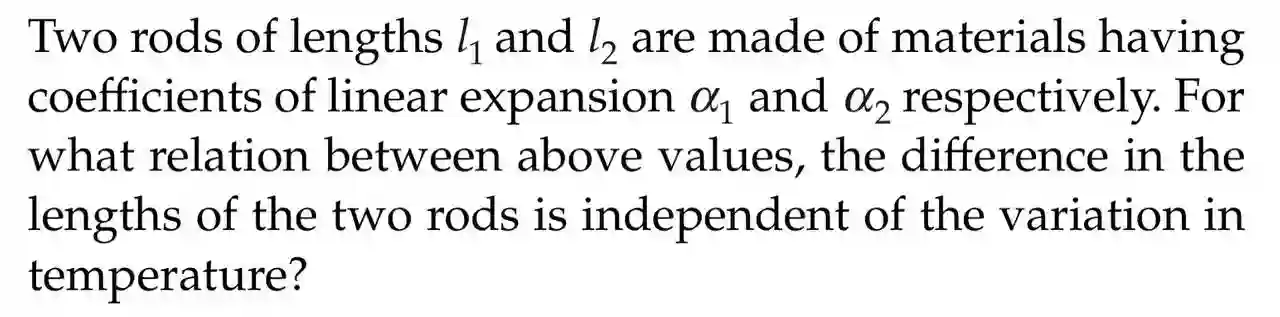 Two rods of lengths l₁ and l₂ are made of materials having
coefficients of linear expansion α₁ and α₂ respectively. For
what relation between above values, the difference in the
lengths of the two rods is independent of the variation in
temperature?